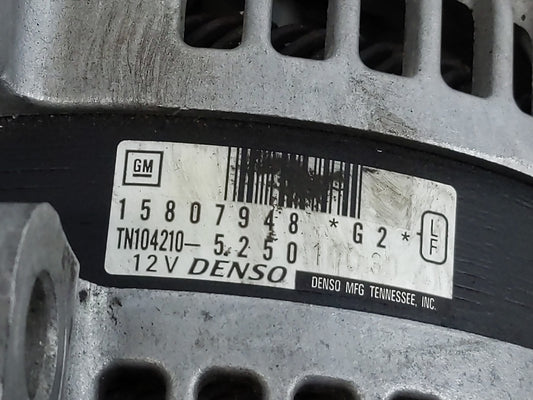 GM
15807948 *G2*
LF
TN104210-5250
12V DENSO
DENSO MFG TENNESSEE, INC.